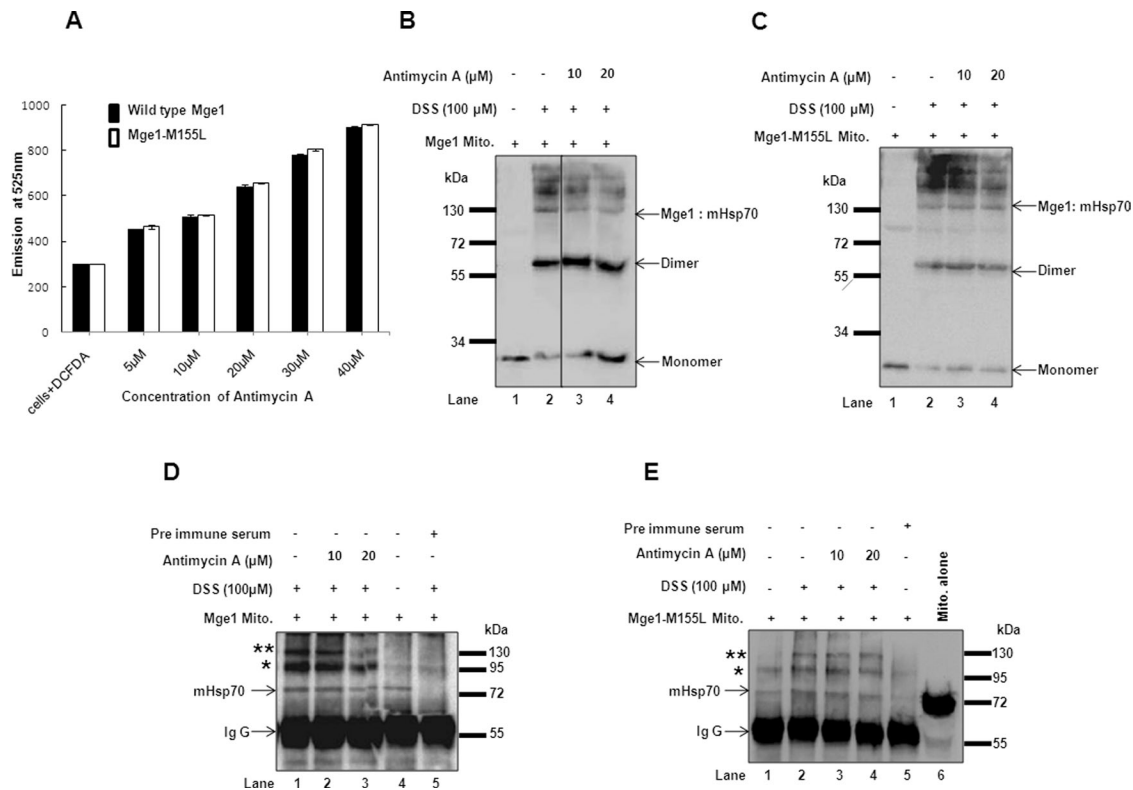 A
Wild type Mge1
Mge1-M155L
Emission at 525nm
1000
800
600
400
200
0
cells+DCFDA
5µM
10µM
20µM
30µM
40µM
Concentration of Antimycin A
B
Antimycin A (µM) - - 10 20
DSS (100 µM) - + + +
Mge1 Mito. + + + +
kDa
130
72
55
34
Mge1 : mHsp70
Dimer
Monomer
Lane 1 2 3 4
C
Antimycin A (µM) - - 10 20
DSS (100 µM) - + + +
Mge1-M155L Mito. + + + +
kDa
130
72
55
34
Mge1: mHsp70
Dimer
Monomer
Lane 1 2 3 4
D
Pre immune serum - - - - +
Antimycin A (µM) - 10 20 - -
DSS (100µM) + + + - +
Mge1 Mito. + + + + +
kDa
** 130
* 95
mHsp70 72
Ig G 55
Lane 1 2 3 4 5
E
Pre immune serum - - - - +
Antimycin A (µM) - - 10 20 -
DSS (100 µM) - + + + -
Mge1-M155L Mito. + + + + +
Mito. alone
kDa
** 130
* 95
mHsp70 72
Ig G 55
Lane 1 2 3 4 5 6